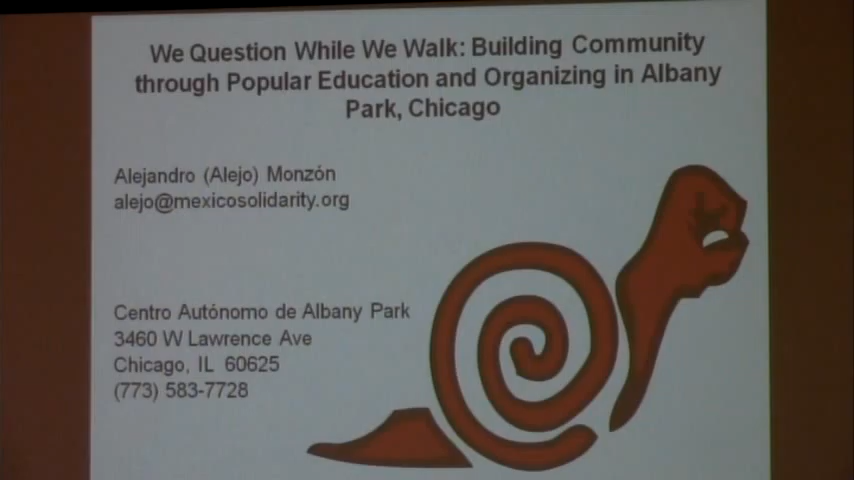 We Question While We Walk: Building Community
through Popular Education and Organizing in Albany
Park, Chicago
Alejandro (Alejo) Monzón
alejo@mexicosolidarity.org
Centro Autónomo de Albany Park
3460 W Lawrence Ave
Chicago, IL 60625
(773) 583-7728